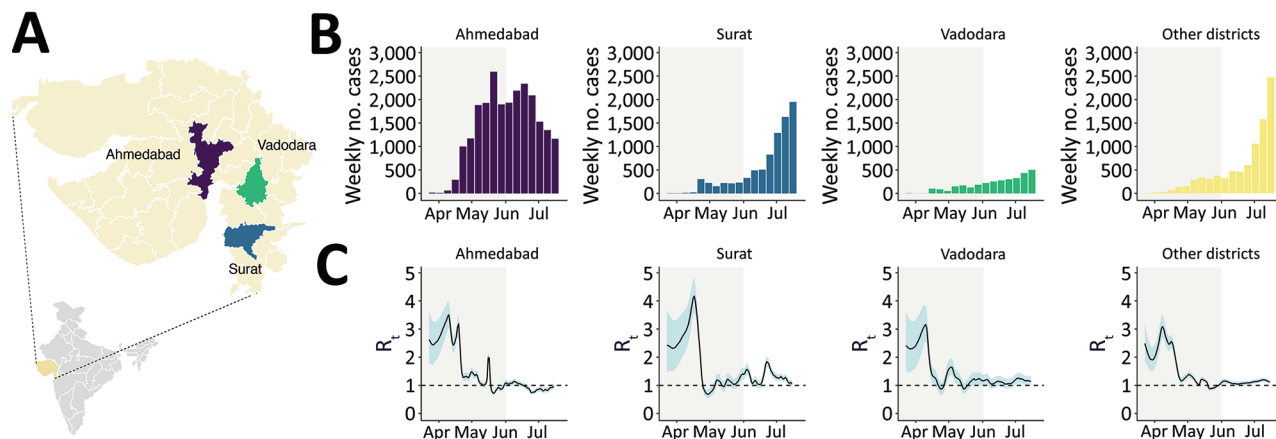 A
Ahmedabad
Vadodara
Surat
B
Ahmedabad
Weekly no. cases
3,000
2,500
2,000
1,500
1,000
500
0
Apr May Jun Jul
Surat
Weekly no. cases
3,000
2,500
2,000
1,500
1,000
500
0
Apr May Jun Jul
Vadodara
Weekly no. cases
3,000
2,500
2,000
1,500
1,000
500
0
Apr May Jun Jul
Other districts
Weekly no. cases
3,000
2,500
2,000
1,500
1,000
500
0
Apr May Jun Jul
C
Ahmedabad
Rt
5
4
3
2
1
0
Apr May Jun Jul
Surat
Rt
5
4
3
2
1
0
Apr May Jun Jul
Vadodara
Rt
5
4
3
2
1
0
Apr May Jun Jul
Other districts
Rt
5
4
3
2
1
0
Apr May Jun Jul